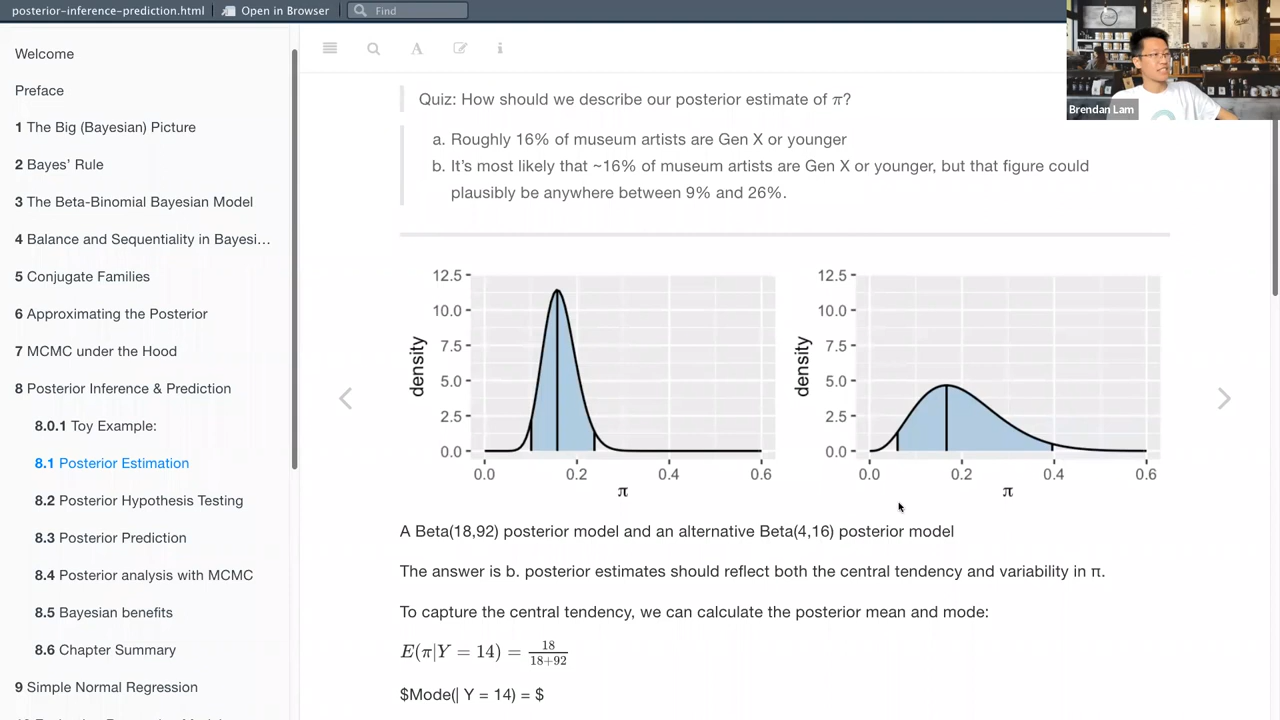 posterior-inference-prediction.html
Open in Browser
Find
Brendan Lam
Welcome
Preface
1 The Big (Bayesian) Picture
2 Bayes' Rule
3 The Beta-Binomial Bayesian Model
4 Balance and Sequentiality in Bayesi…
5 Conjugate Families
6 Approximating the Posterior
7 MCMC under the Hood
8 Posterior Inference & Prediction
8.0.1 Toy Example:
8.1 Posterior Estimation
8.2 Posterior Hypothesis Testing
8.3 Posterior Prediction
8.4 Posterior analysis with MCMC
8.5 Bayesian benefits
8.6 Chapter Summary
9 Simple Normal Regression
Quiz: How should we describe our posterior estimate of π?
a. Roughly 16% of museum artists are Gen X or younger
b. It's most likely that ~16% of museum artists are Gen X or younger, but that figure could
plausibly be anywhere between 9% and 26%.
12.5
10.0
7.5
5.0
2.5
0.0
density
0.0 0.2 0.4 0.6
π
12.5
10.0
7.5
5.0
2.5
0.0
density
0.0 0.2 0.4 0.6
π
A Beta(18,92) posterior model and an alternative Beta(4,16) posterior model
The answer is b. posterior estimates should reflect both the central tendency and variability in π.
To capture the central tendency, we can calculate the posterior mean and mode:
E(π|Y = 14) = 18/18+92
$Mode(| Y = 14) = $